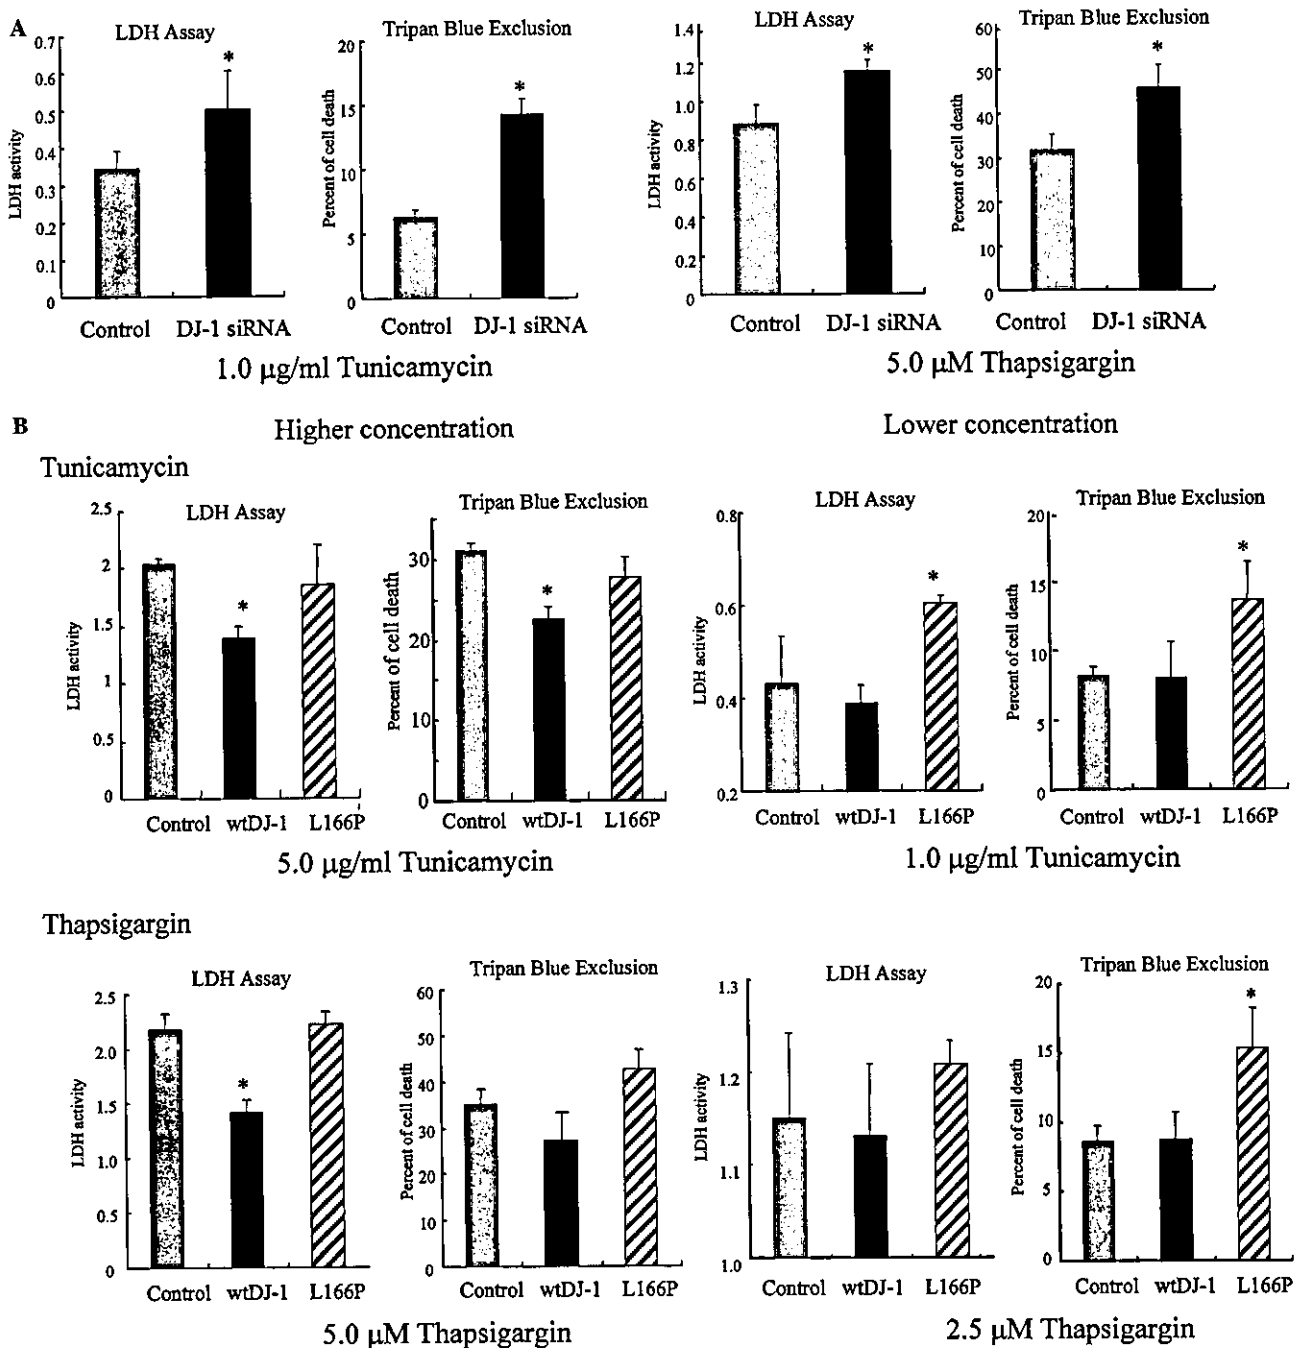 A
LDH Assay
0.7
0.6
0.5
0.4
0.3
0.2
0.1
0
LDH activity
*
Control DJ-1 siRNA
Tripan Blue Exclusion
20
15
10
5
0
Percent of cell death
*
Control DJ-1 siRNA
1.0 µg/ml Tunicamycin
LDH Assay
1.4
1.2
1.0
0.8
0.6
0.4
0.2
0
LDH activity
*
Control DJ-1 siRNA
Tripan Blue Exclusion
60
50
40
30
20
10
0
Percent of cell death
*
Control DJ-1 siRNA
5.0 µM Thapsigargin
B
Higher concentration
Lower concentration
Tunicamycin
LDH Assay
2.5
2
1.5
1
0.5
0
LDH activity
*
Control wtDJ-1 L166P
Tripan Blue Exclusion
30
20
10
0
Percent of cell death
*
Control wtDJ-1 L166P
5.0 µg/ml Tunicamycin
LDH Assay
0.8
0.6
0.4
0.2
LDH activity
*
Control wtDJ-1 L166P
Tripan Blue Exclusion
20
15
10
5
0
Percent of cell death
*
Control wtDJ-1 L166P
1.0 µg/ml Tunicamycin
Thapsigargin
LDH Assay
2.5
2.0
1.5
1.0
0.5
0
LDH activity
*
Control wtDJ-1 L166P
Tripan Blue Exclusion
60
50
40
30
20
10
0
Percent of cell death
Control wtDJ-1 L166P
5.0 µM Thapsigargin
LDH Assay
1.3
1.2
1.1
1.0
LDH activity
Control wtDJ-1 L166P
Tripan Blue Exclusion
20
15
10
5
0
Percent of cell death
*
Control wtDJ-1 L166P
2.5 µM Thapsigargin